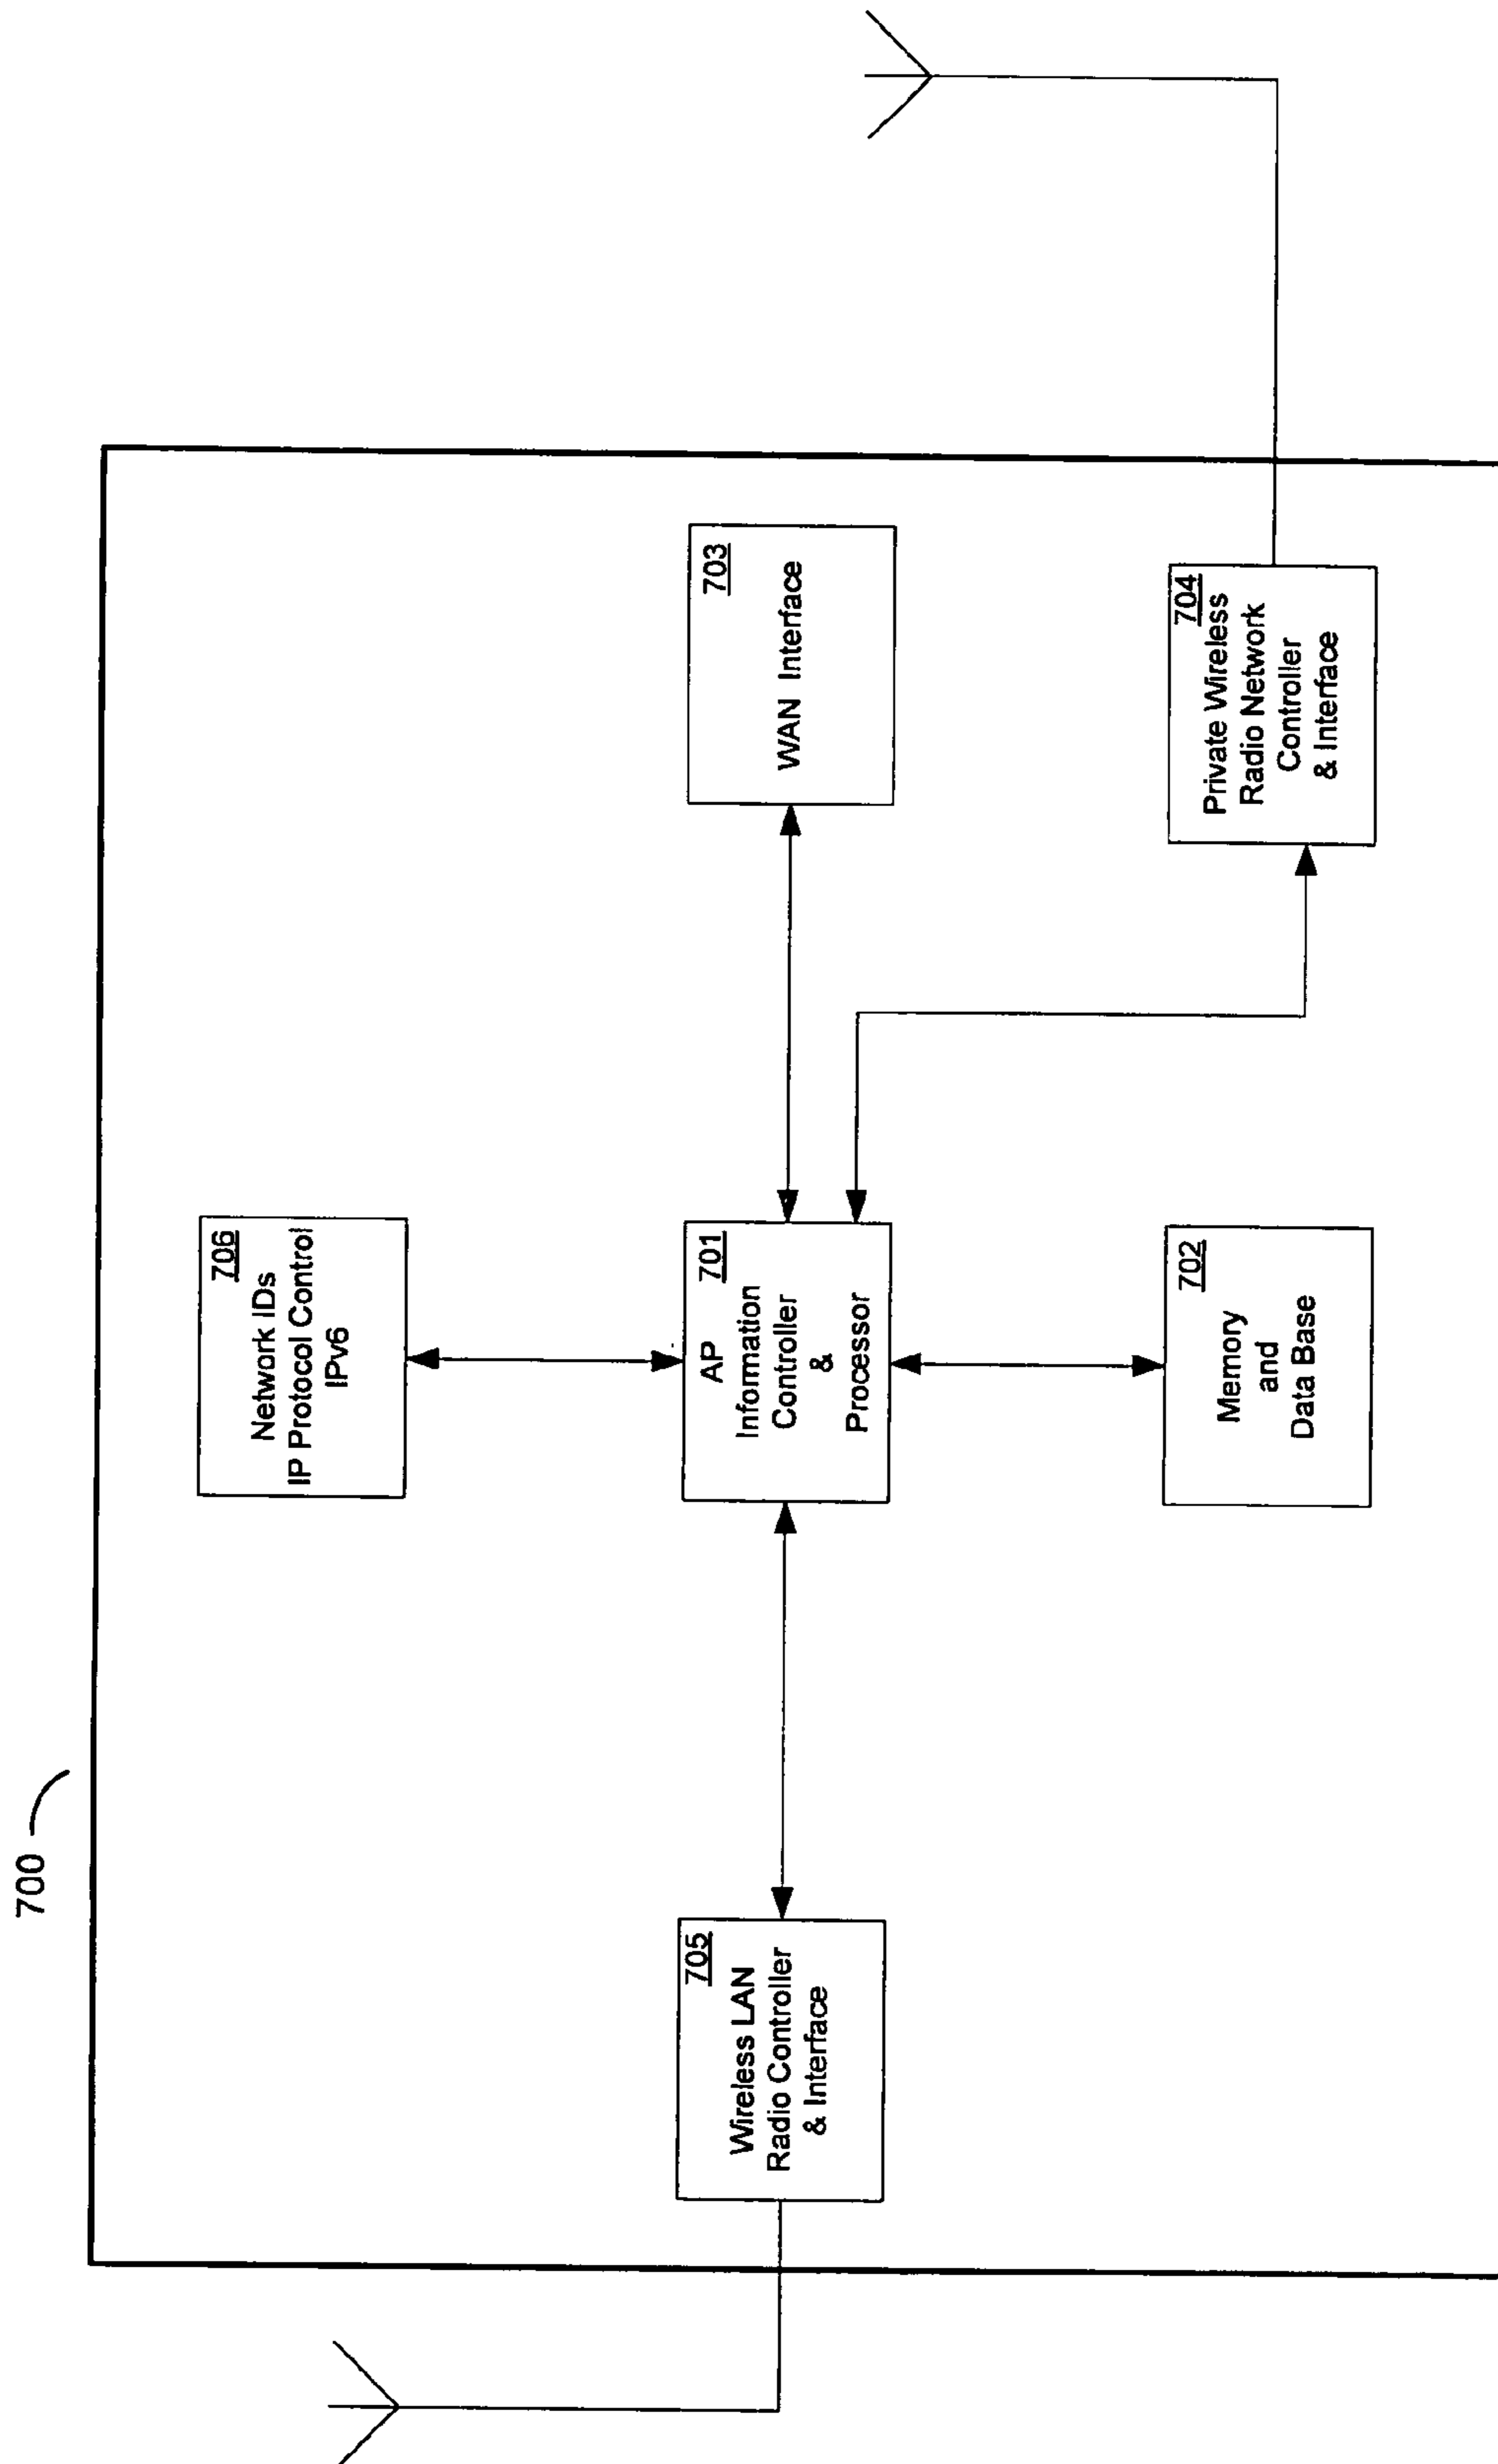 700
706
Network IDs
IP Protocol Control
IPv6
705
Wireless LAN
Radio Controller
& Interface
701
AP
Information
Controller
&
Processor
703
WAN Interface
702
Memory
and
Data Base
704
Private Wireless
Radio Network
Controller
& Interface